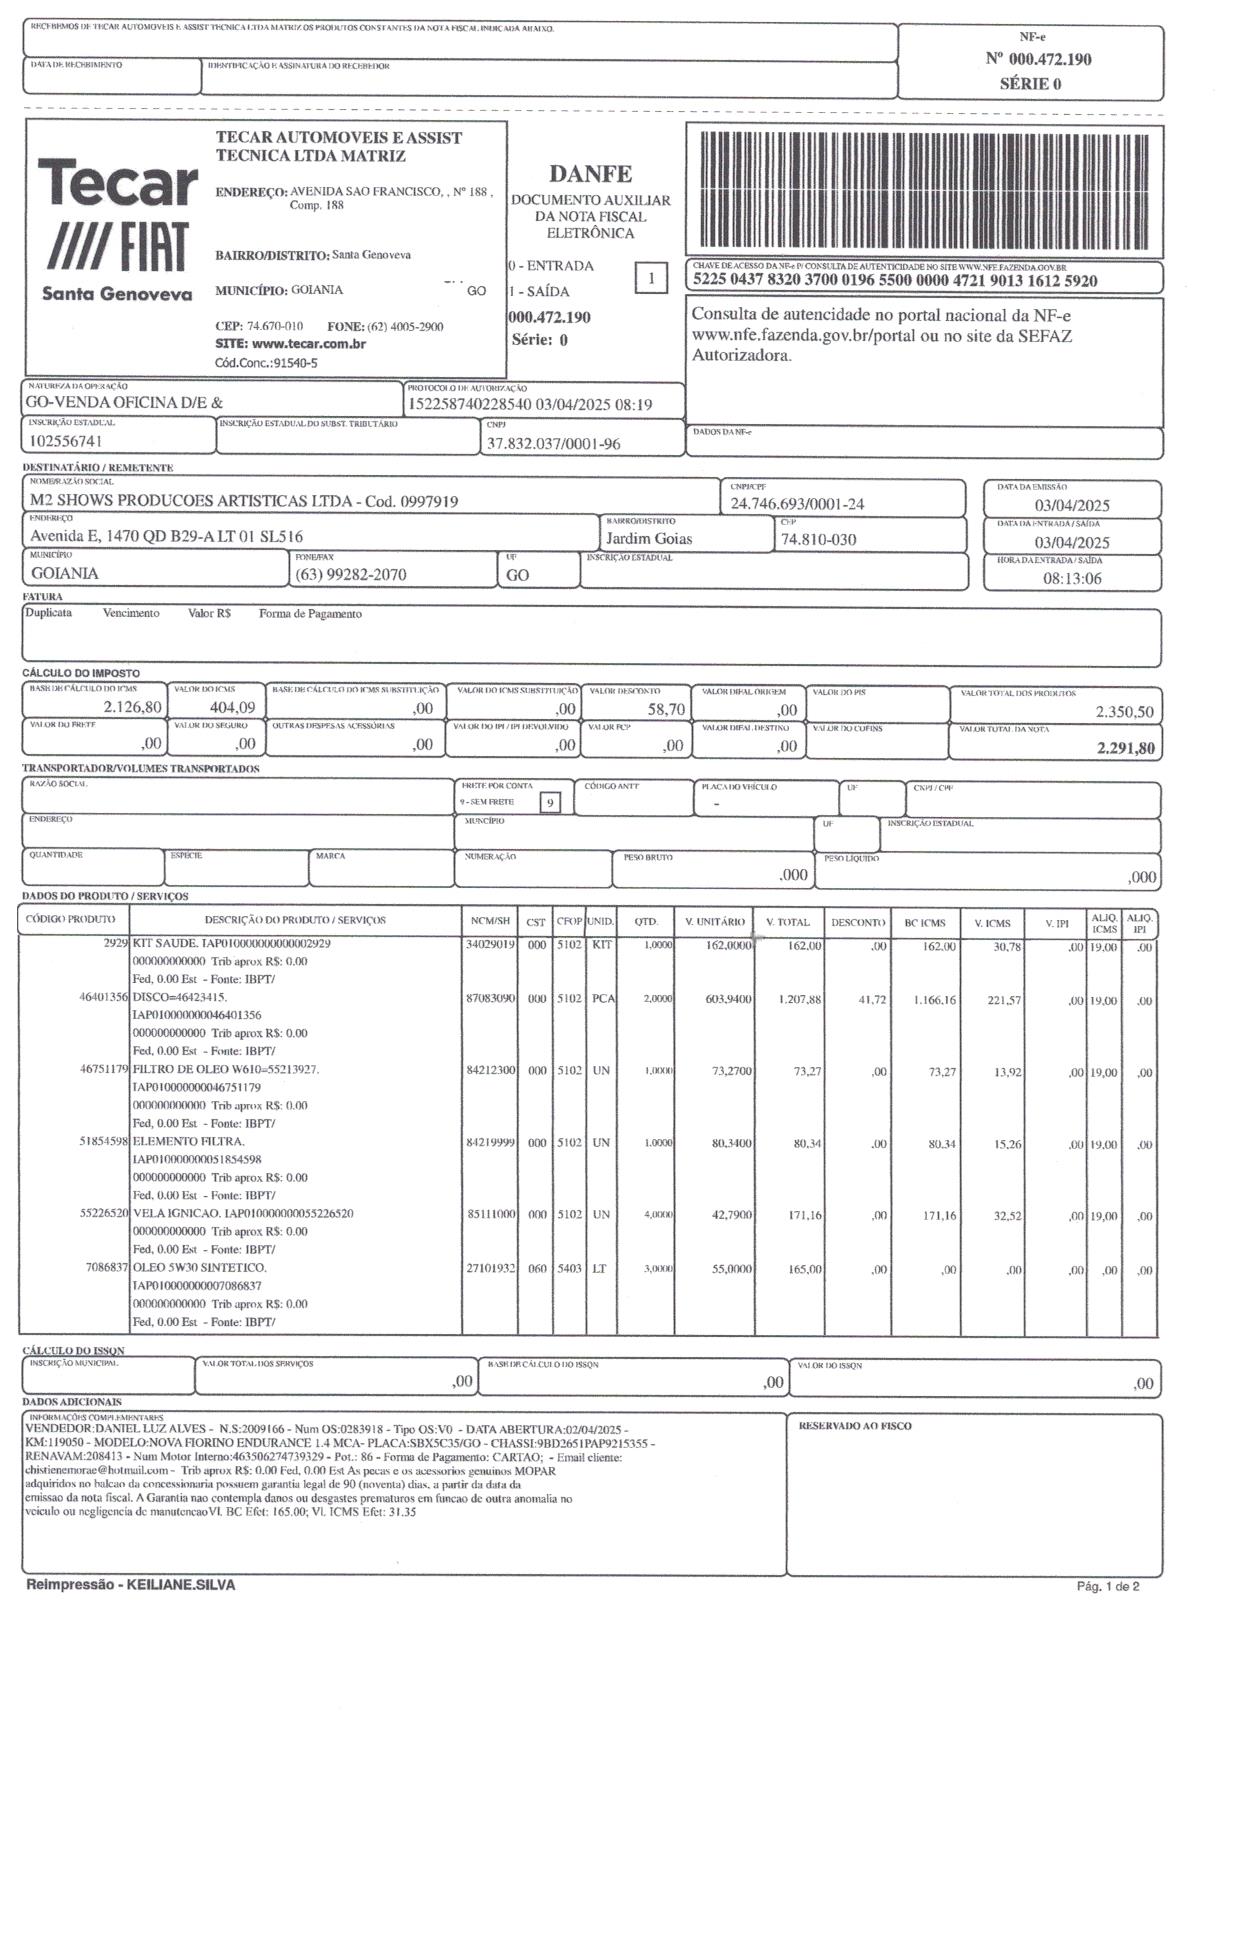 RECEBEMOS DE TECAR AUTOMOVEIS E ASSIST TECNICA LTDA MATRIZ OS PRODUTOS CONSTANTES DA NOTA FISCAL INDICADA ABAIXO.
DATA DE RECEBIMENTO
IDENTIFICAÇÃO E ASSINATURA DO RECEBEDOR
NF-e
Nº 000.472.190
SÉRIE 0
Tecar
FIAT
Santa Genoveva
TECAR AUTOMOVEIS E ASSIST
TECNICA LTDA MATRIZ
ENDEREÇO: AVENIDA SAO FRANCISCO, , Nº 188 ,
Comp. 188
BAIRRO/DISTRITO: Santa Genoveva
MUNICÍPIO: GOIANIA GO
CEP: 74.670-010 FONE: (62) 4005-2900
SITE: www.tecar.com.br
Cód.Conc.:91540-5
DANFE
DOCUMENTO AUXILIAR
DA NOTA FISCAL
ELETRÔNICA
0 - ENTRADA
1 - SAÍDA
1
000.472.190
Série: 0
CHAVE DE ACESSO DA NF-e P/ CONSULTA DE AUTENTICIDADE NO SITE WWW.NFE.FAZENDA.GOV.BR
5225 0437 8320 3700 0196 5500 0000 4721 9013 1612 5920
Consulta de autencidade no portal nacional da NF-e
www.nfe.fazenda.gov.br/portal ou no site da SEFAZ
Autorizadora.
NATUREZA DA OPERAÇÃO
GO-VENDA OFICINA D/E &
PROTOCOLO DE AUTORIZAÇÃO
152258740228540 03/04/2025 08:19
INSCRIÇÃO ESTADUAL
102556741
INSCRIÇÃO ESTADUAL DO SUBST. TRIBUTÁRIO
CNPJ
37.832.037/0001-96
DADOS DA NF-e
DESTINATÁRIO / REMETENTE
NOME/RAZÃO SOCIAL
M2 SHOWS PRODUCOES ARTISTICAS LTDA - Cod. 0997919
CNPJ/CPF
24.746.693/0001-24
DATA DA EMISSÃO
03/04/2025
ENDEREÇO
Avenida E, 1470 QD B29-A LT 01 SL516
BAIRRO/DISTRITO
Jardim Goias
CEP
74.810-030
DATA DA ENTRADA / SAÍDA
03/04/2025
MUNICÍPIO
GOIANIA
FONE/FAX
(63) 99282-2070
UF
GO
INSCRIÇÃO ESTADUAL
HORA DA ENTRADA / SAÍDA
08:13:06
FATURA
Duplicata Vencimento Valor R$ Forma de Pagamento
CÁLCULO DO IMPOSTO
BASE DE CÁLCULO DO ICMS VALOR DO ICMS BASE DE CÁLCULO DO ICMS SUBSTITUIÇÃO VALOR DO ICMS SUBSTITUIÇÃO VALOR DESCONTO VALOR DIFAL ORIGEM VALOR DO PIS VALOR TOTAL DOS PRODUTOS
2.126,80 404,09 ,00 ,00 58,70 ,00 2.350,50
VALOR DO FRETE VALOR DO SEGURO OUTRAS DESPESAS ACESSÓRIAS VALOR DO IPI / IPI DEVOLVIDO VALOR FCP VALOR DIFAL DESTINO VALOR DO COFINS VALOR TOTAL DA NOTA
,00 ,00 ,00 ,00 ,00 ,00 2.291,80
TRANSPORTADOR/VOLUMES TRANSPORTADOS
RAZÃO SOCIAL FRETE POR CONTA CÓDIGO ANTT PLACA DO VEÍCULO UF CNPJ / CPF
9 - SEM FRETE 9 -
ENDEREÇO MUNCÍPIO UF INSCRIÇÃO ESTADUAL
QUANTIDADE ESPECIE MARCA NUMERAÇÃO PESO BRUTO PESO LIQUIDO
,000 ,000
DADOS DO PRODUTO / SERVIÇOS
CÓDIGO PRODUTO DESCRIÇÃO DO PRODUTO / SERVIÇOS NCM/SH CST CFOP UNID. QTD. V. UNITÁRIO V. TOTAL DESCONTO BC ICMS V. ICMS V. IPI ALIQ. ICMS ALIQ. IPI
2929 KIT SAUDE. IAP010000000000002929 34029019 000 5102 KIT 1,0000 162,0000 162,00 ,00 162,00 30,78 ,00 19,00 ,00
000000000000 Trib aprox R$: 0.00
Fed, 0.00 Est - Fonte: IBPT/
46401356 DISCO=46423415. 87083090 000 5102 PCA 2,0000 603,9400 1.207,88 41,72 1.166,16 221,57 ,00 19,00 ,00
IAP010000000046401356
000000000000 Trib aprox R$: 0.00
Fed, 0.00 Est - Fonte: IBPT/
46751179 FILTRO DE OLEO W610=55213927. 84212300 000 5102 UN 1,0000 73,2700 73,27 ,00 73,27 13,92 ,00 19,00 ,00
IAP010000000046751179
000000000000 Trib aprox R$: 0.00
Fed, 0.00 Est - Fonte: IBPT/
51854598 ELEMENTO FILTRA. 84219999 000 5102 UN 1,0000 80,3400 80,34 ,00 80,34 15,26 ,00 19,00 ,00
IAP010000000051854598
000000000000 Trib aprox R$: 0.00
Fed, 0.00 Est - Fonte: IBPT/
55226520 VELA IGNICAO. IAP010000000055226520 85111000 000 5102 UN 4,0000 42,7900 171,16 ,00 171,16 32,52 ,00 19,00 ,00
000000000000 Trib aprox R$: 0.00
Fed, 0.00 Est - Fonte: IBPT/
7086837 OLEO 5W30 SINTETICO. 27101932 060 5403 LT 3,0000 55,0000 165,00 ,00 ,00 ,00 ,00 ,00 ,00
IAP010000000007086837
000000000000 Trib aprox R$: 0.00
Fed, 0.00 Est - Fonte: IBPT/
CÁLCULO DO ISSQN
INSCRIÇÃO MUNICIPAL VALOR TOTAL DOS SERVIÇOS BASE DE CÁLCULO DO ISSQN VALOR DO ISSQN
,00 ,00 ,00
DADOS ADICIONAIS
INFORMAÇÕES COMPLEMENTARES
VENDEDOR:DANIEL LUZ ALVES - N.S:2009166 - Num OS:0283918 - Tipo OS:V0 - DATA ABERTURA:02/04/2025 -
KM:119050 - MODELO:NOVA FIORINO ENDURANCE 1.4 MCA- PLACA:SBX5C35/GO - CHASSI:9BD2651PAP9215355 -
RENAVAM:208413 - Num Motor Interno:463506274739329 - Pot.: 86 - Forma de Pagamento: CARTAO; - Email cliente:
chistienemorae@hotmail.com - Trib aprox R$: 0.00 Fed, 0.00 Est As pecas e os acessorios genuinos MOPAR
adquiridos no balcao da concessionaria possuem garantia legal de 90 (noventa) dias, a partir da data da
emissao da nota fiscal. A Garantia nao contempla danos ou desgastes prematuros em funcao de outra anomalia no
veiculo ou negligencia de manutencaoVl. BC Efet: 165.00; Vl. ICMS Efet: 31.35
RESERVADO AO FISCO
Reimpressão - KEILIANE.SILVA
Pág. 1 de 2